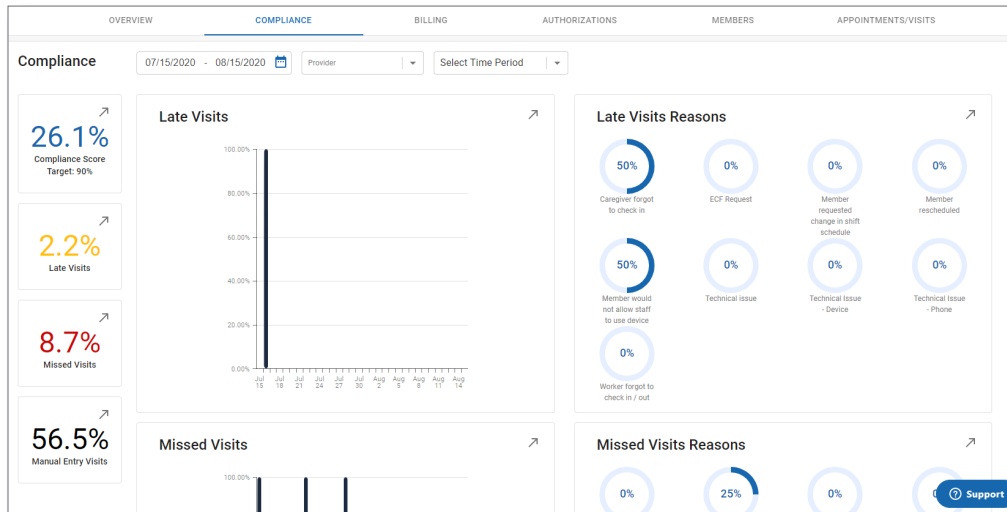 OVERVIEW
COMPLIANCE
BILLING
AUTHORIZATIONS
MEMBERS
APPOINTMENTS/VISITS
Compliance
07/15/2020 - 08/15/2020
Provider
Select Time Period
26.1%
Compliance Score
Target: 90%
2.2%
Late Visits
8.7%
Missed Visits
56.5%
Manual Entry Visits
Late Visits
100.00%
80.00%
60.00%
40.00%
20.00%
0.00%
Jul 15
Jul 18
Jul 21
Jul 24
Jul 27
Jul 30
Aug 2
Aug 5
Aug 8
Aug 11
Aug 14
Late Visits Reasons
50%
Caregiver forgot
to check in
0%
ECF Request
0%
Member
requested
change in shift
schedule
0%
Member
rescheduled
50%
Member would
not allow staff
to use device
0%
Technical issue
0%
Technical Issue
- Device
0%
Technical Issue
- Phone
0%
Worker forgot to
check in / out
Missed Visits
100.00%
Missed Visits Reasons
0%
25%
0%
Support